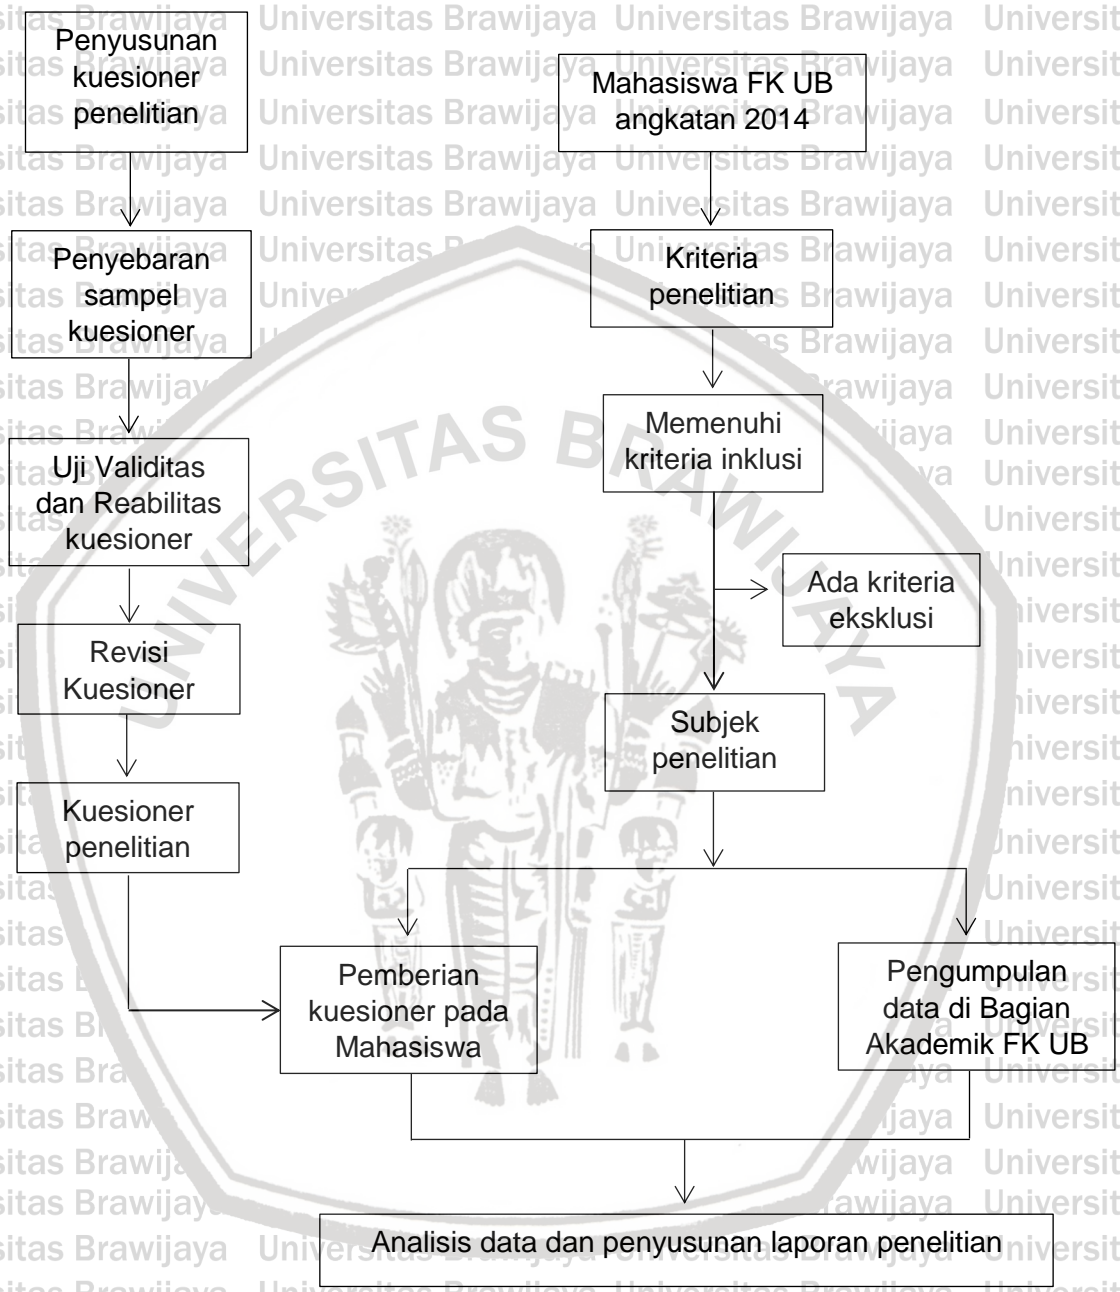 Penyusunan
kuesioner
penelitian
Mahasiswa FK UB
angkatan 2014
Penyebaran
sampel
kuesioner
Kriteria
penelitian
Uji Validitas
dan Reabilitas
kuesioner
Memenuhi
kriteria inklusi
Ada kriteria
eksklusi
Revisi
Kuesioner
Subjek
penelitian
Kuesioner
penelitian
Pemberian
kuesioner pada
Mahasiswa
Pengumpulan
data di Bagian
Akademik FK UB
Analisis data dan penyusunan laporan penelitian
UNIVERSITAS BRAWIJAYA